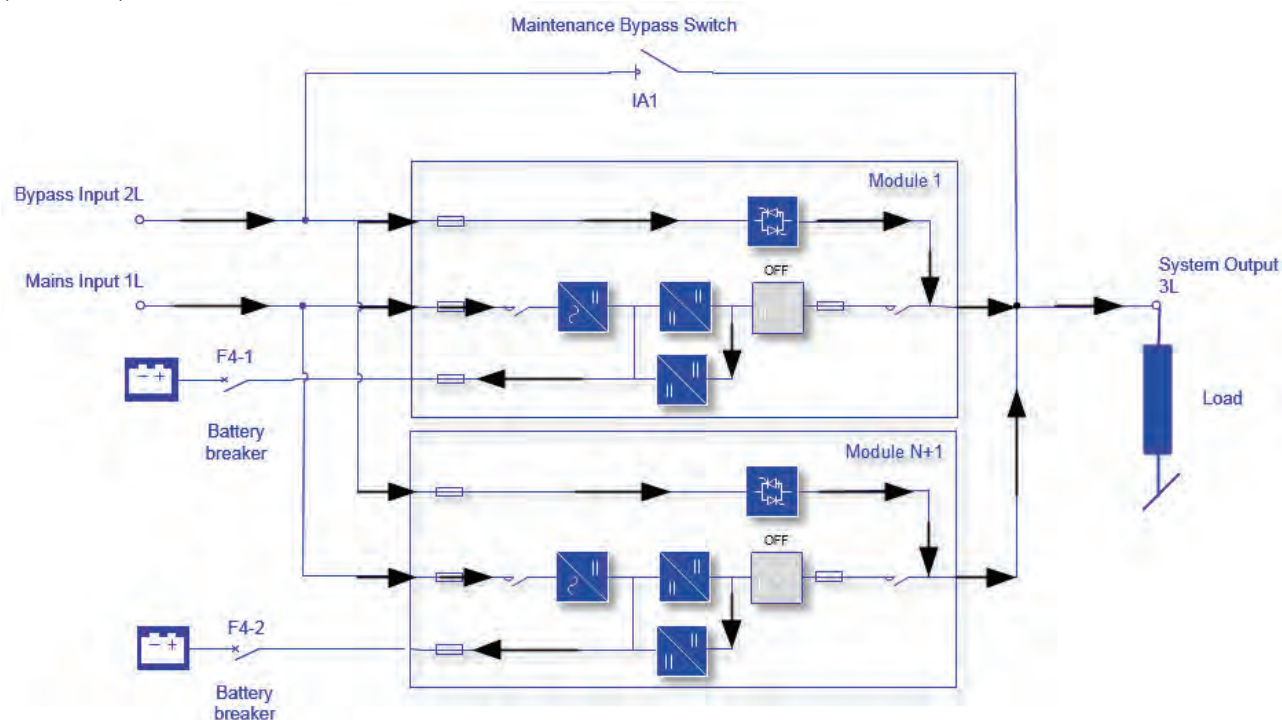 Maintenance Bypass Switch
IA1
Module 1
Bypass Input 2L
OFF
Mains Input 1L
System Output
3L
F4-1
Load
Battery
breaker
Module N+1
OFF
F4-2
Battery
breaker